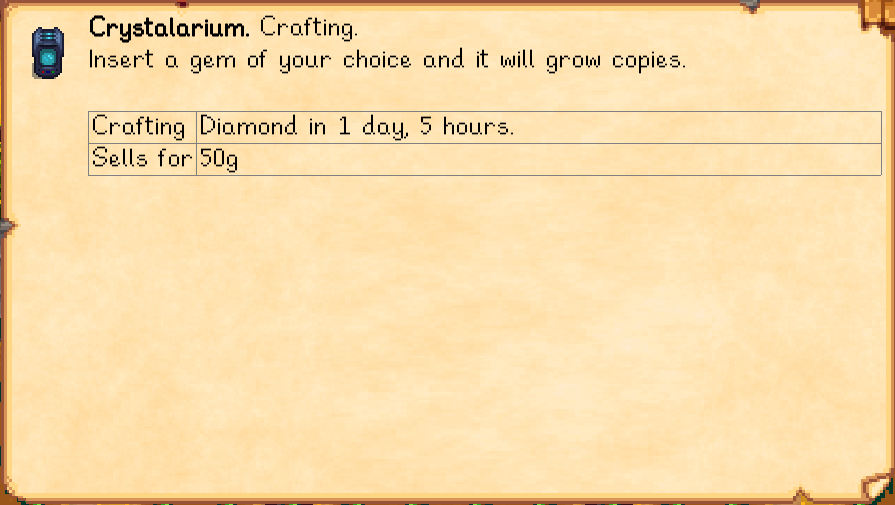 Crystalarium. Crafting.
Insert a gem of your choice and it will grow copies.
Crafting Diamond in 1 day, 5 hours.
Sells for 50g